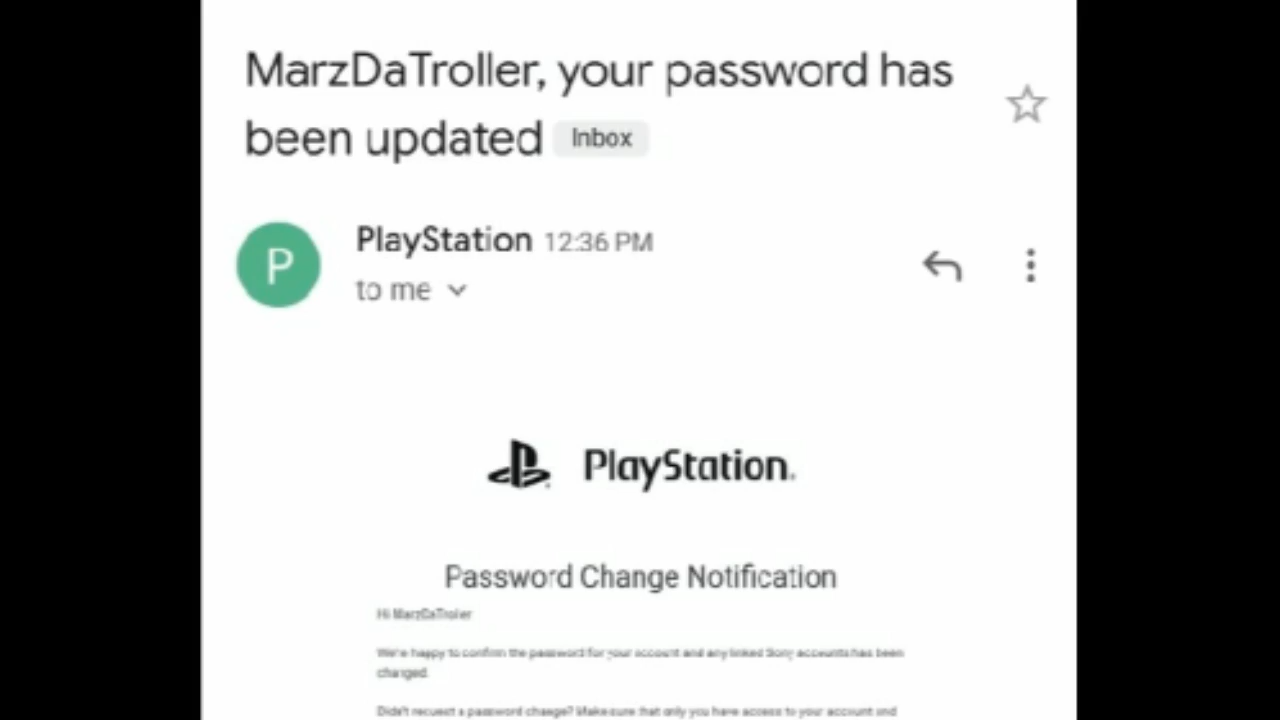 MarzDaTroller, your password has
been updated Inbox
P
PlayStation 12:36 PM
to me
PlayStation.
Password Change Notification
Hi MarzDaTroller
We're happy to confirm the password for your account and any linked Sony accounts has been
changed.
Didn't request a password change? Make sure that only you have access to your account and